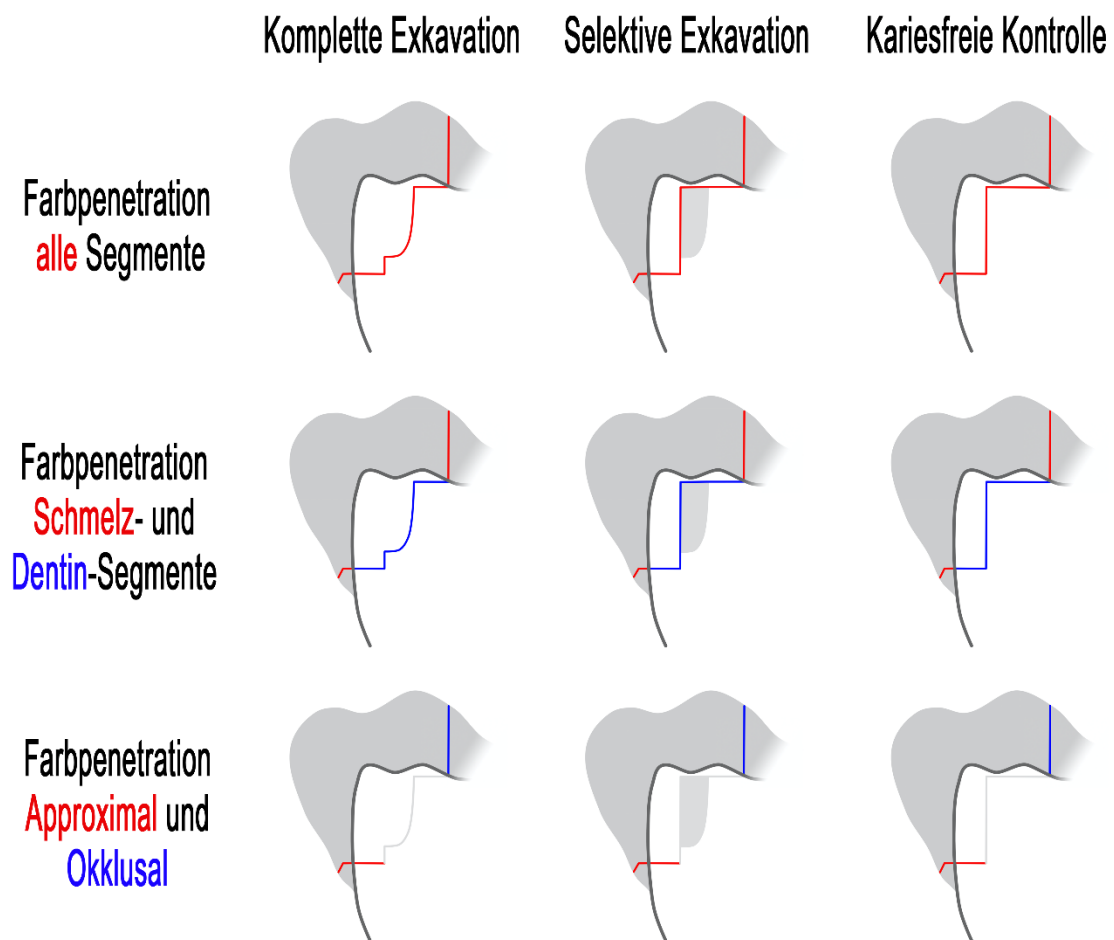 Komplette Exkavation Selektive Exkavation Kariesfreie Kontrolle
Farbpenetration
alle Segmente
Farbpenetration
Schmelz- und
Dentin-Segmente
Farbpenetration
Approximal und
Okklusal